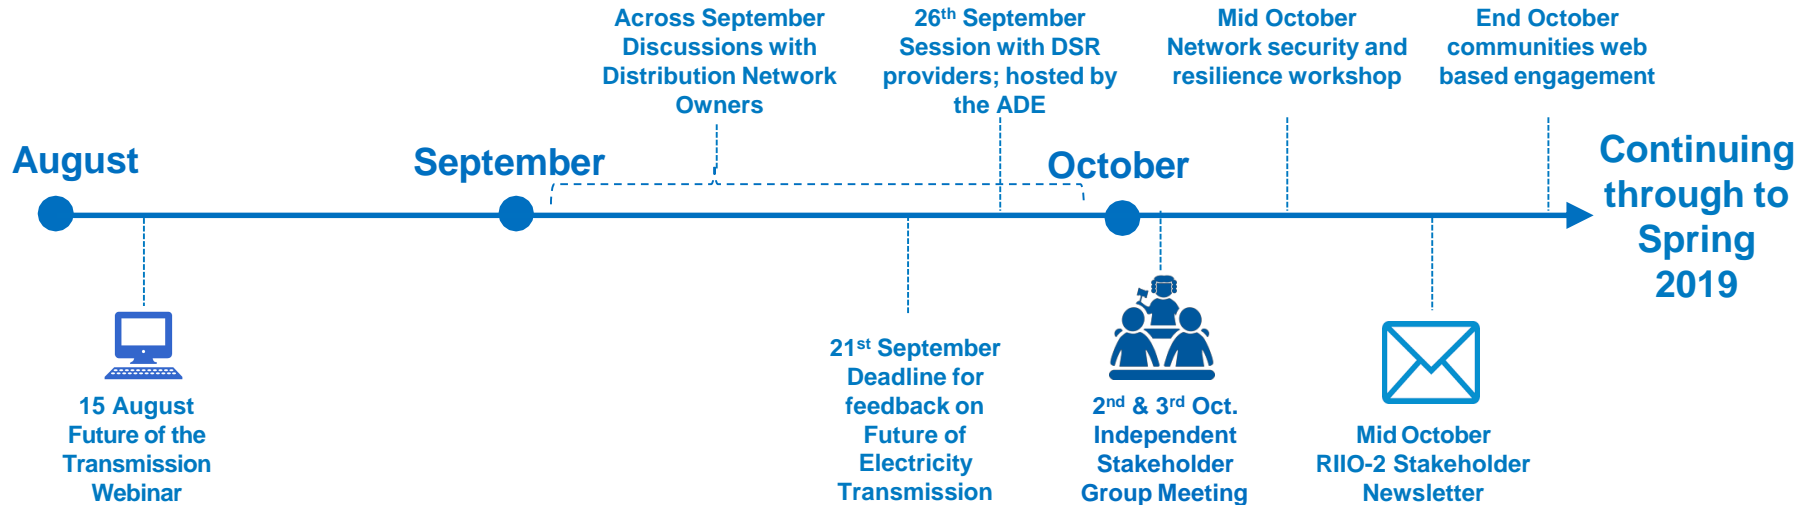 Across September
Discussions with
Distribution Network
Owners
26th September
Session with DSR
providers; hosted by
the ADE
Mid October
Network security and
resilience workshop
End October
communities web
based engagement
August
September
October
Continuing
through to
Spring
2019
15 August
Future of the
Transmission
Webinar
21st September
Deadline for
feedback on
Future of
Electricity
Transmission
2nd & 3rd Oct.
Independent
Stakeholder
Group Meeting
Mid October
RIIO-2 Stakeholder
Newsletter